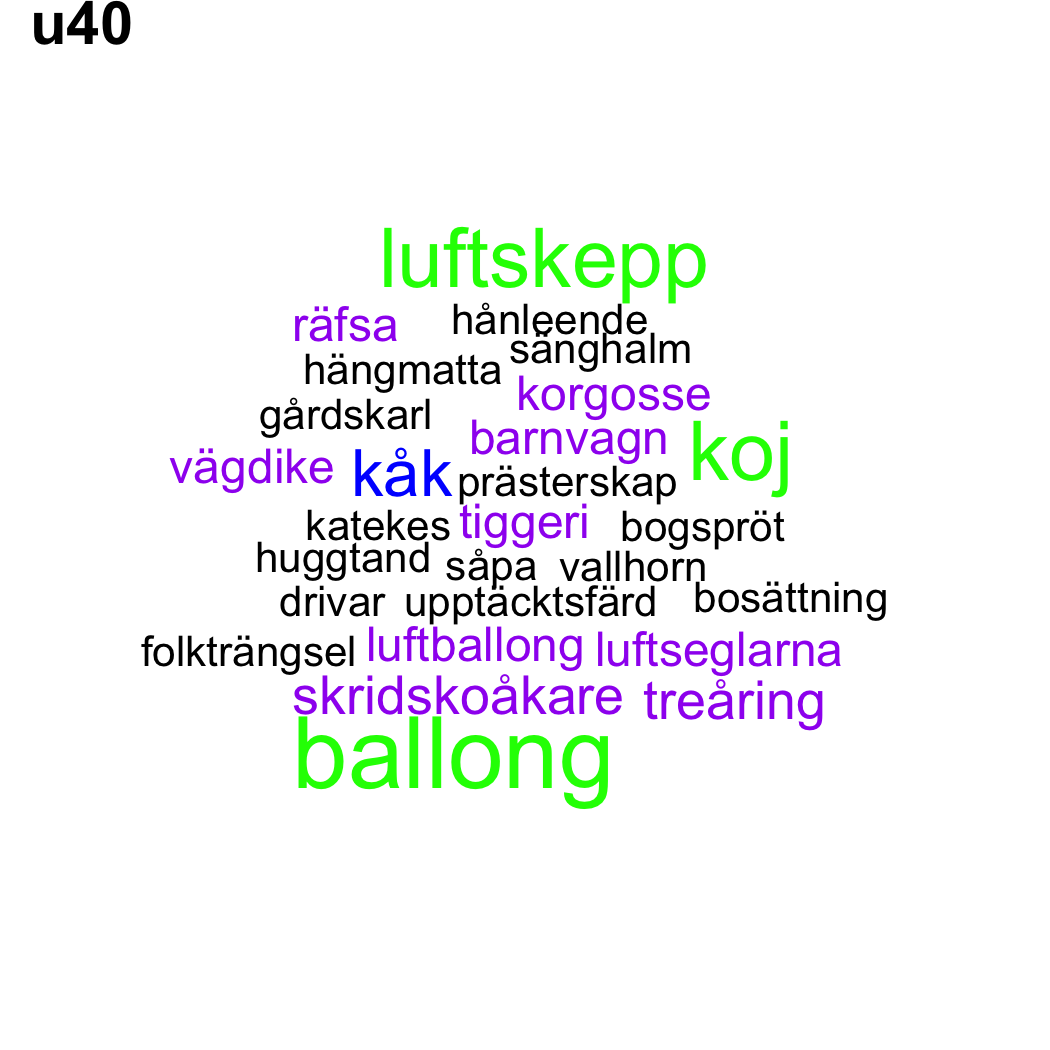 u40
luftskepp
räfsa hånleende
sänghalm
hängmatta
korgosse
gårdskarl
barnvagn koj
vägdike kåk prästerskap
katekes tiggeri bogspröt
huggtand såpa vallhorn
drivar upptäcktsfärd bosättning
folkträngsel luftballong luftseglarna
skridskoåkare treåring
ballong